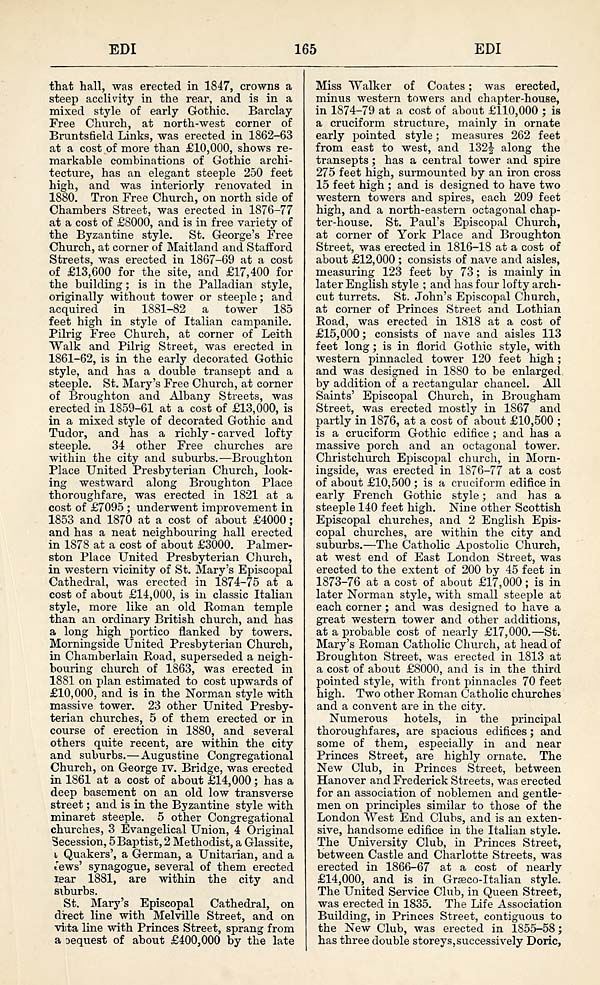 EDI 165 EDI
that hall, was erected in 1847, crowns a
steep acclivity in the rear, and is in a
mixed style of early Gothic. Barclay
Free Church, at north-west corner of
Bruntsfield Links, was erected in 1862-63
at a cost of more than £10,000, shows re-
markable combinations of Gothic archi-
tecture, has an elegant steeple 250 feet
high, and was interiorly renovated in
1880. Tron Free Church, on north side of
Chambers Street, was erected in 1876-77
at a cost of £8000, and is in free variety of
the Byzantine style. St. George's Free
Church, at corner of Maitland and Stafford
Streets, was erected in 1867-69 at a cost
of £13,600 for the site, and £17,400 for
the building; is in the Palladian style,
originally without tower or steeple; and
acquired in 1881-82 a tower 185
feet high in style of Italian campanile.
Pilrig Free Church, at corner of Leith
Walk and Pilrig Street, was erected in
1861-62, is in the early decorated Gothic
style, and has a double transept and a
steeple. St. Mary's Free Church, at corner
of Broughton and Albany Streets, was
erected in 1859-61 at a cost of £13,000, is
in a mixed style of decorated Gothic and
Tudor, and has a richly-carved lofty
steeple. 34 other Free churches are
within the city and suburbs.—Broughton
Place United Presbyterian Church, look-
ing westward along Broughton Place
thoroughfare, was erected in 1821 at a
cost of £7095; underwent improvement in
1853 and 1870 at a cost of about £4000;
and has a neat neighbouring hall erected
in 1878 at a cost of about £3000. Palmer-
ston Place United Presbyterian Church,
in western vicinity of St. Mary's Episcopal
Cathedral, was erected in 1874-75 at a
cost of about £14,000, is in classic Italian
style, more like an old Roman temple
than an ordinary British church, and has
a long high portico flanked by towers.
Morningside United Presbyterian Church,
in Chamberlain Road, superseded a neigh-
bouring church of 1863, was erected in
1881 on plan estimated to cost upwards of
£10,000, and is in the Norman style with
massive tower. 23 other United Presby-
terian churches, 5 of them erected or in
course of erection in 1880, and several
others quite recent, are within the city
and suburbs.—Augustine Congregational
Church, on George IV. Bridge, was erected
in 1861 at a cost of about £14,000; has a
deep basement on an old low transverse
street; and is in the Byzantine style with
minaret steeple. 5 other Congregational
churches, 3 Evangelical Union, 4 Original
Secession, 5 Baptist, 2 Methodist, a Glassite,
Quakers', a German, a Unitarian, and a
ews' synagogue, several of them erected
near 1881, are within the city and
suburbs.
St. Mary's Episcopal Cathedral, on
direct line with Melville Street, and on
vista line with Princes Street, sprang from
a bequest of about £400,000 by the late
Miss Walker of Coates; was erected,
minus western towers and chapter-house,
in 1874-79 at a cost of about £110,000; is
a cruciform structure, mainly in ornate
early pointed style; measures 262 feet
from east to west, and 132½ along the
transepts; has a central tower and spire
275 feet high, surmounted by an iron cross
15 feet high; and is designed to have two
western towers and spires, each 209 feet
high, and a north-eastern octagonal chap-
ter-house. St. Paul's Episcopal Church,
at corner of York Place and Broughton
Street, was erected in 1816-18 at a cost of
about £12,000; consists of nave and aisles,
measuring 123 feet by 73; is mainly in
later English style; and has four lofty arch-
cut turrets. St. John's Episcopal Church,
at corner of Princes Street and Lothian
Road, was erected in 1818 at a cost of
£15,000; consists of nave and aisles 113
feet long; is in florid Gothic style, with
western pinnacled tower 120 feet high;
and was designed in 1880 to be enlarged
by addition of a rectangular chancel. All
Saints' Episcopal Church, in Brougham
Street, was erected mostly in 1867 and
partly in 1876, at a cost of about £10,500;
is a cruciform Gothic edifice; and has a
massive porch and an octagonal tower.
Christchurch Episcopal church, in Morn-
ingside, was erected in 1876-77 at a cost
of about £10,500; is a cruciform edifice in
early French Gothic style; and has a
steeple 140 feet high. Nine other Scottish
Episcopal churches, and 2 English Epis-
copal churches, are within the city and
suburbs.—The Catholic Apostolic Church,
at west end of East London Street, was
erected to the extent of 200 by 45 feet in
1873-76 at a cost of about £17,000; is in
later Norman style, with small steeple at
each corner; and was designed to have a
great western tower and other additions,
at a probable cost of nearly £17,000.—St.
Mary's Roman Catholic Church, at head of
Broughton Street, was erected in 1813 at
a cost of about £8000, and is in the third
pointed style, with front pinnacles 70 feet
high. Two other Roman Catholic churches
and a convent are in the city.
Numerous hotels, in the principal
thoroughfares, are spacious edifices; and
some of them, especially in and near
Princes Street, are highly ornate. The
New Club, in Princes Street, between
Hanover and Frederick Streets, was erected
for an association of noblemen and gentle-
men on principles similar to those of the
London West End Clubs, and is an exten-
sive, handsome edifice in the Italian style.
The University Club, in Princes Street,
between Castle and Charlotte Streets, was
erected in 1866-67 at a cost of nearly
£14,000, and is in Græco-Italian style.
The United Service Club, in Queen Street,
was erected in 1835. The Life Association
Building, in Princes Street, contiguous to
the New Club, was erected in 1855-58;
has three double storeys, successively Doric,